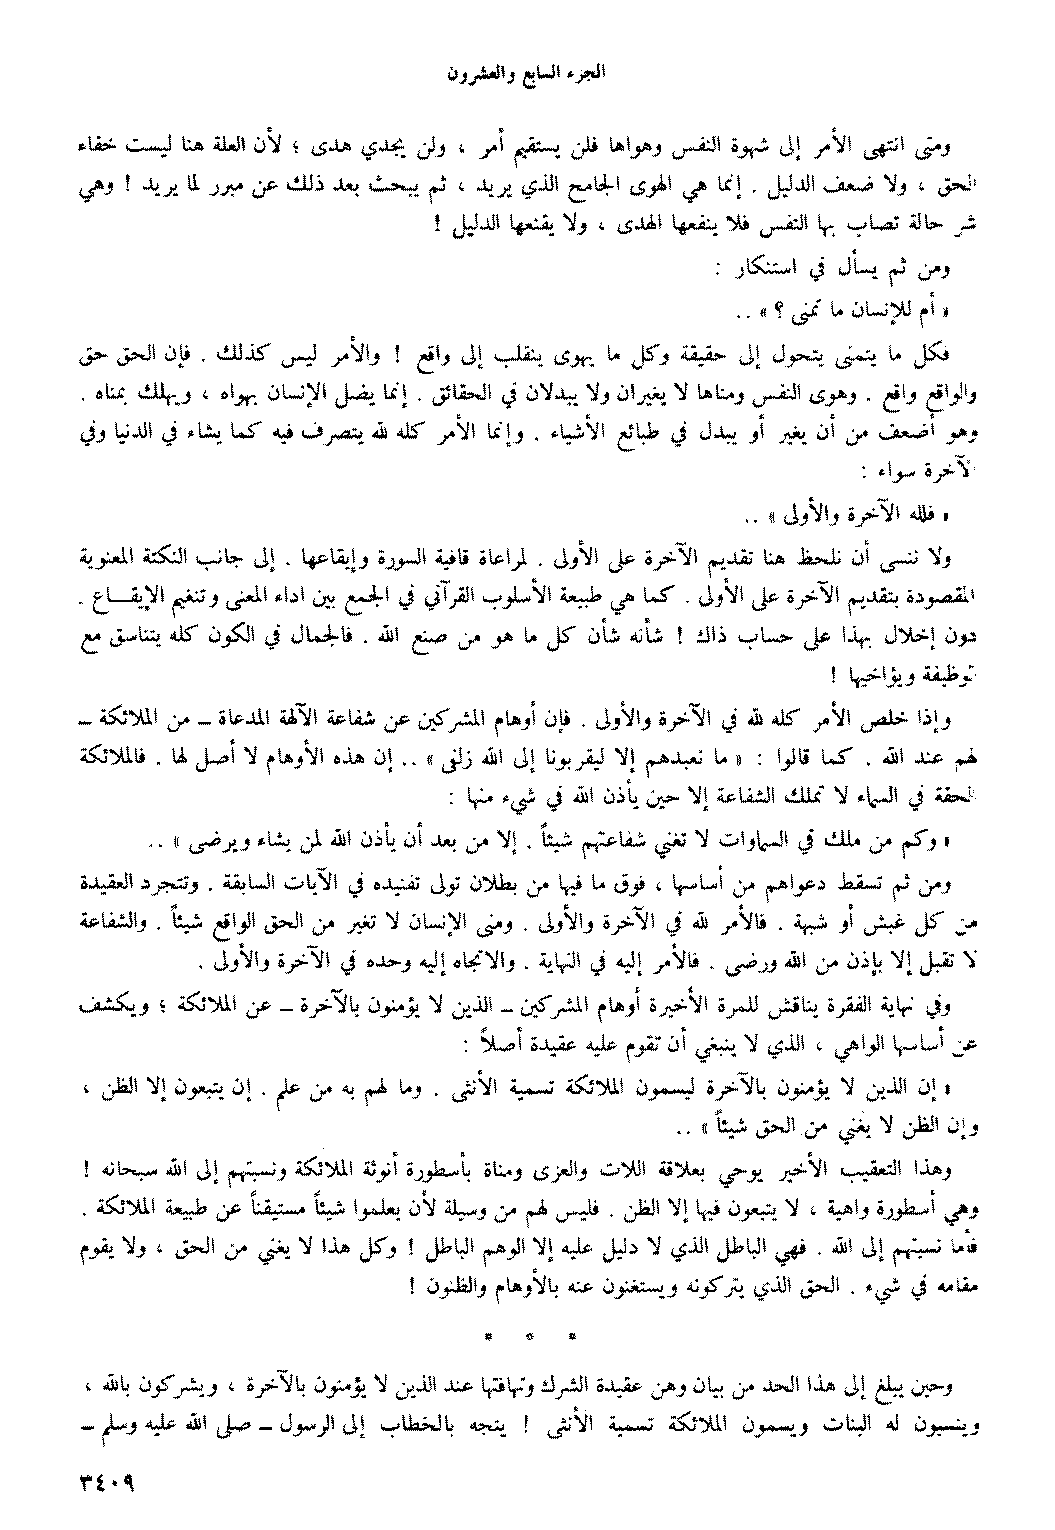 الجزء السابع والعشرون
ومتى انتهى الأمر إلى شهوة النفس وهواها فلن يستقيم أمر ، ولن يجدي هدى ؛ لأن العلة هنا ليست خفاء
الحق ، ولا ضعف الدليل . إنما هي الهوى الجامح الذي يريد ، ثم يبحث بعد ذلك عن مبرر لما يريد ! وهي
شر حالة تصاب بها النفس فلا ينفعها الهدى ، ولا يقنعها الدليل !
ومن ثم يسأل في استنكار :
« أم للإنسان ما تمنى ؟ » ..
فكل ما يتمنى يتحول إلى حقيقة وكل ما يهوى ينقلب إلى واقع ! والأمر ليس كذلك . فإن الحق حق
والواقع واقع . وهوى النفس ومناها لا يغيران ولا يبدلان في الحقائق . إنما يضل الإنسان بهواه ، ويهلك بمناه .
وهو أضعف من أن يغير أو يبدل في طبائع الأشياء . وإنما الأمر كله لله يتصرف فيه كما يشاء في الدنيا وفي
الآخرة سواء :
« فلله الآخرة والأولى » ..
ولا ننسى أن نلحظ هنا تقديم الآخرة على الأولى . لمراعاة قافية السورة وإيقاعها . إلى جانب النكتة المعنوية
المقصودة بتقديم الآخرة على الأولى . كما هي طبيعة الأسلوب القرآني في الجمع بين اداء المعنى وتنغيم الإيقـــاع .
دون إخلال بهذا على حساب ذاك ! شأنه شأن كل ما هو من صنع الله . فالجمال في الكون كله يتناسق مع
توظيفة ويؤاخيها !
وإذا خلص الأمر كله لله في الآخرة والأولى . فإن أوهام المشركين عن شفاعة الآلهة المدعاة – من الملائكة –
لهم عند الله . كما قالوا : « ما نعبدهم إلا ليقربونا إلى الله زلفى » .. إن هذه الأوهام لا أصل لها . فالملائكة
الحقة في السماء لا تملك الشفاعة إلا حين يأذن الله في شيء منها :
« وكم من ملك في السماوات لا تغني شفاعتهم شيئاً . إلا من بعد أن يأذن الله لمن يشاء ويرضى » ..
ومن ثم تسقط دعواهم من أساسها ، فوق ما فيها من بطلان تولى تفنيده في الآيات السابقة . وتتجرد العقيدة
من كل غبش أو شبهة . فالأمر لله في الآخرة والأولى . ومنى الإنسان لا تغير من الحق الواقع شيئاً . والشفاعة
لا تقبل إلا بإذن من الله ورضى . فالأمر إليه في النهاية . والاتجاه إليه وحده في الآخرة والأولى .
وفي نهاية الفقرة يناقش للمرة الأخيرة أوهام المشركين – الذين لا يؤمنون بالآخرة – عن الملائكة ؛ ويكشف
عن أساسها الواهي ، الذي لا ينبغي أن تقوم عليه عقيدة أصلاً :
« إن الذين لا يؤمنون بالآخرة ليسمون الملائكة تسمية الأنثى . وما لهم به من علم . إن يتبعون إلا الظن ،
وإن الظن لا يغني من الحق شيئاً » ..
وهذا التعقيب الأخير يوحي بعلاقة اللات والعزى ومناة بأسطورة أنوثة الملائكة ونسبتهم إلى الله سبحانه !
وهي أسطورة واهية ، لا يتبعون فيها إلا الظن . فليس لهم من وسيلة لأن يعلموا شيئاً مستيقناً عن طبيعة الملائكة .
فأما نسبتهم إلى الله . فهي الباطل الذي لا دليل عليه إلا الوهم الباطل ! وكل هذا لا يغني من الحق ، ولا يقوم
مقامه في شيء . الحق الذي يتركونه ويستغنون عنه بالأوهام والظنون !
* * *
وحين يبلغ إلى هذا الحد من بيان وهن عقيدة الشرك وتهافتها عند الذين لا يؤمنون بالآخرة ، ويشركون بالله ،
وينسبون له البنات ويسمون الملائكة تسمية الأنثى ! يتجه بالخطاب إلى الرسول – صلى الله عليه وسلم –
٣٤٠٩